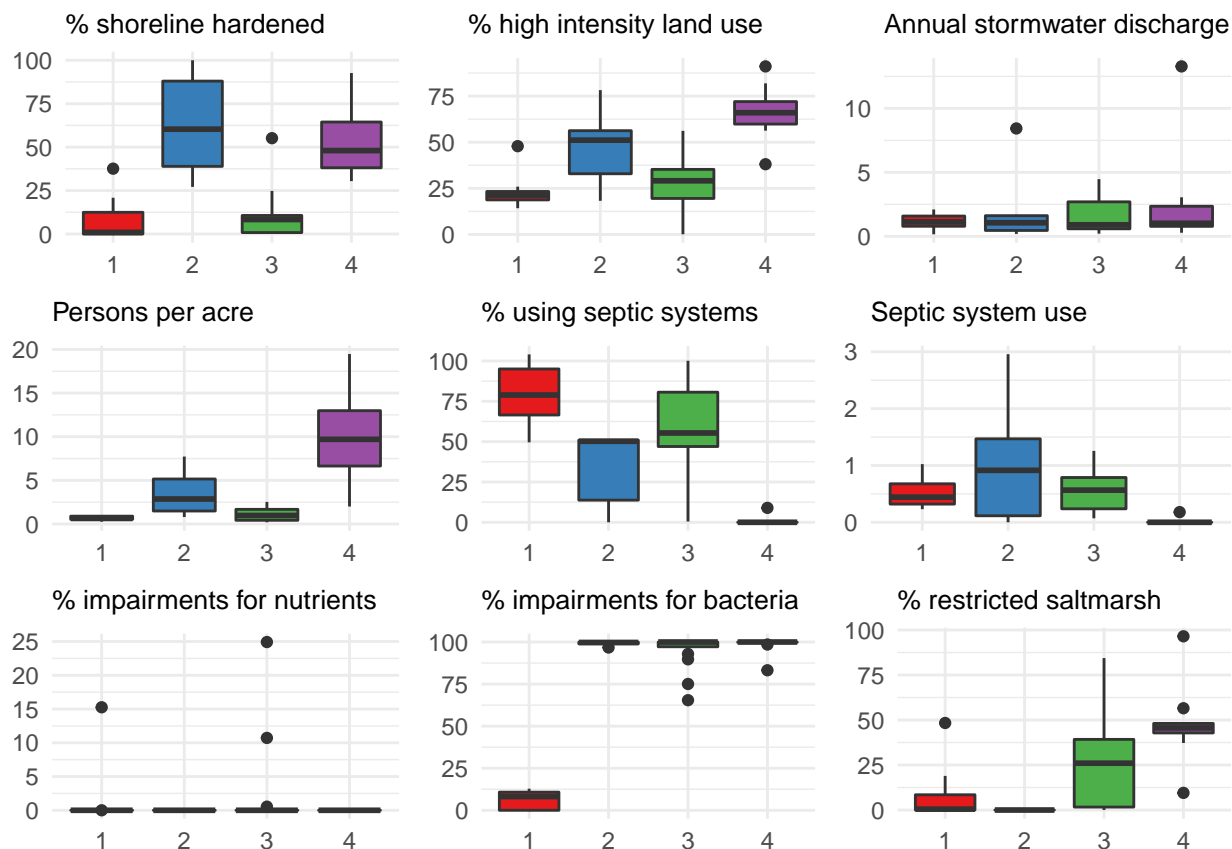 % shoreline hardened
% high intensity land use
Annual stormwater discharge
100
75
50
25
0
1 2 3 4
75
50
25
0
1 2 3 4
10
5
0
1 2 3 4
Persons per acre
% using septic systems
Septic system use
20
15
10
5
0
1 2 3 4
100
75
50
25
0
1 2 3 4
3
2
1
0
1 2 3 4
% impairments for nutrients
% impairments for bacteria
% restricted saltmarsh
25
20
15
10
5
0
1 2 3 4
100
75
50
25
0
1 2 3 4
100
75
50
25
0
1 2 3 4